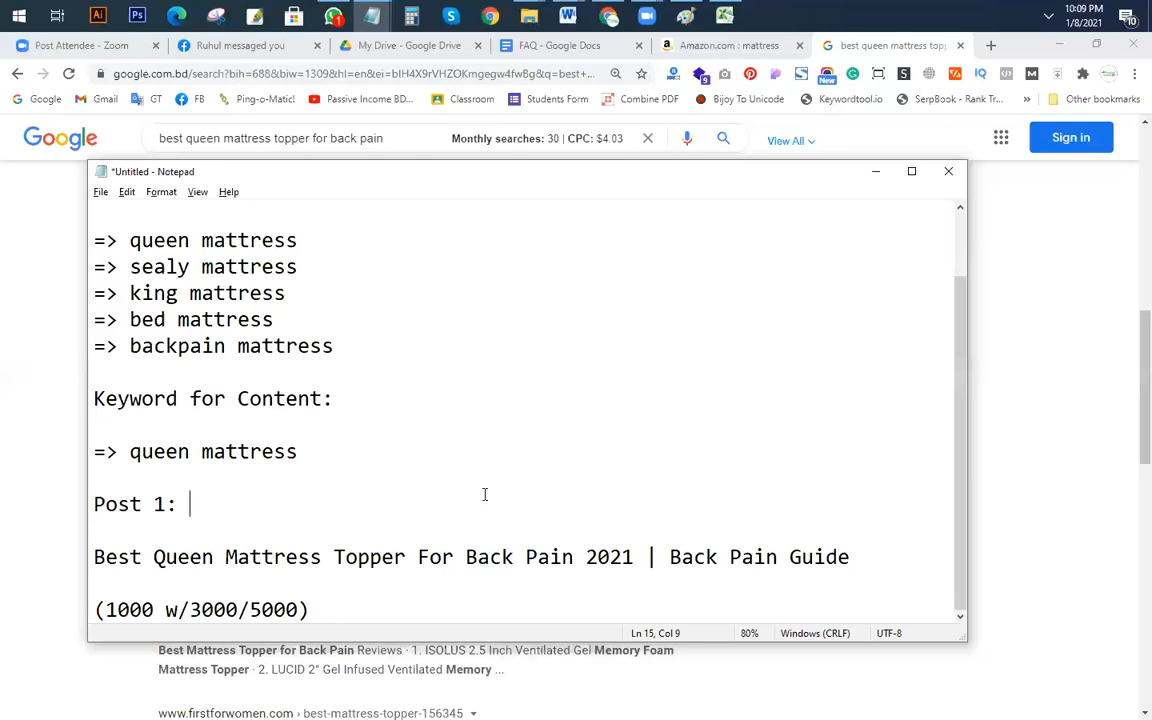 10:09 PM
1/8/2021
10
Post Attendee - Zoom
Ruhul messaged you
My Drive - Google Drive
FAQ - Google Docs
Amazon.com : mattress
best queen mattress topp
google.com.bd/search?bih=688&biw=1309&hl=en&ei=bIH4X9rVHZOKmgegw4fwBg&q=best+...
Google
Gmail
GT
FB
Ping-o-Matic!
Passive Income BD...
Classroom
Students Form
Combine PDF
Bijoy To Unicode
Keywordtool.io
SerpBook - Rank Tr...
Other bookmarks
Google
best queen mattress topper for back pain
Monthly searches: 30 | CPC: $4.03
View All
Sign in
*Untitled - Notepad
File Edit Format View Help
=> queen mattress
=> sealy mattress
=> king mattress
=> bed mattress
=> backpain mattress
Keyword for Content:
=> queen mattress
Post 1:
Best Queen Mattress Topper For Back Pain 2021 | Back Pain Guide
(1000 w/3000/5000)
Ln 15, Col 9
80%
Windows (CRLF)
UTF-8
Best Mattress Topper for Back Pain Reviews · 1. ISOLUS 2.5 Inch Ventilated Gel Memory Foam
Mattress Topper · 2. LUCID 2" Gel Infused Ventilated Memory ...
www.firstforwomen.com › best-mattress-topper-156345